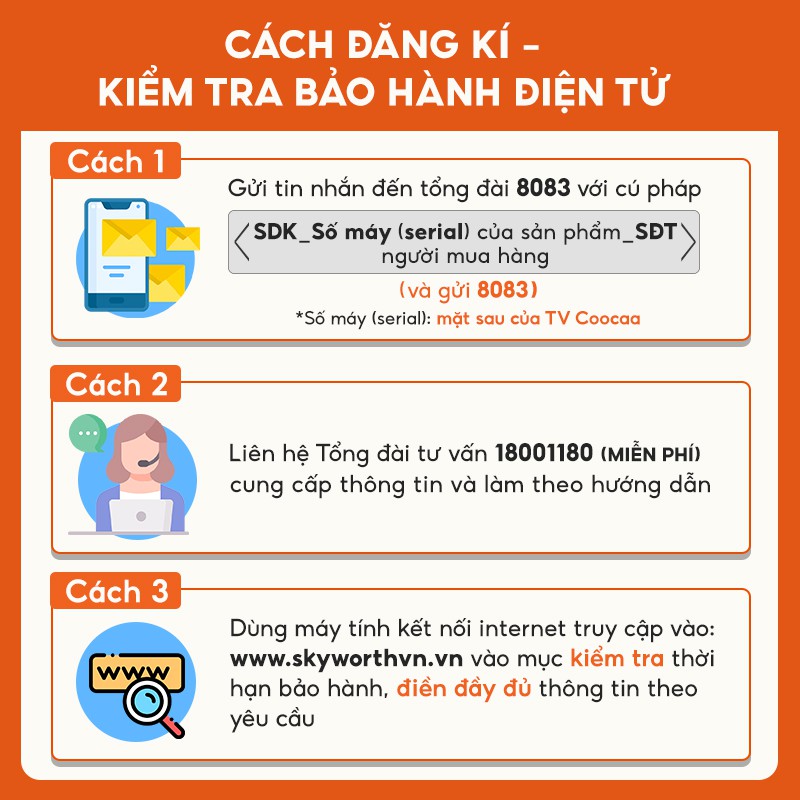 CÁCH ĐĂNG KÍ –
KIỂM TRA BẢO HÀNH ĐIỆN TỬ
Cách 1
Gửi tin nhắn đến tổng đài 8083 với cú pháp
SDK_Số máy (serial) của sản phẩm_SĐT
người mua hàng
(và gửi 8083)
*Số máy (serial): mặt sau của TV Coocaa
Cách 2
Liên hệ Tổng đài tư vấn 18001180 (MIỄN PHÍ)
cung cấp thông tin và làm theo hướng dẫn
Cách 3
www
Dùng máy tính kết nối internet truy cập vào:
www.skyworthvn.vn vào mục kiểm tra thời
hạn bảo hành, điền đầy đủ thông tin theo
yêu cầu